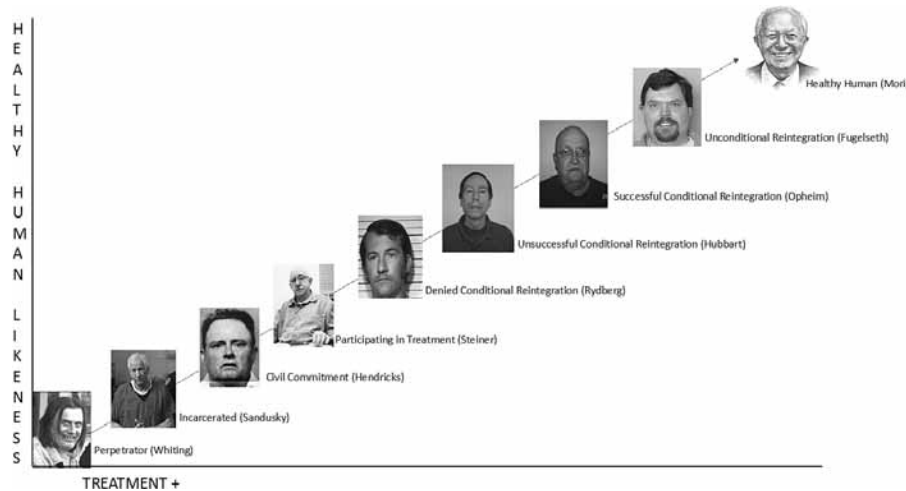 HEALTHY HUMAN LIKENESS
Healthy Human (Mori
Unconditional Reintegration (Fugelseth)
Successful Conditional Reintegration (Opheim)
Unsuccessful Conditional Reintegration (Hubbart)
Denied Conditional Reintegration (Rydberg)
Participating in Treatment (Steiner)
Civil Commitment (Hendricks)
Incarcerated (Sandusky)
Perpetrator (Whiting)
TREATMENT +